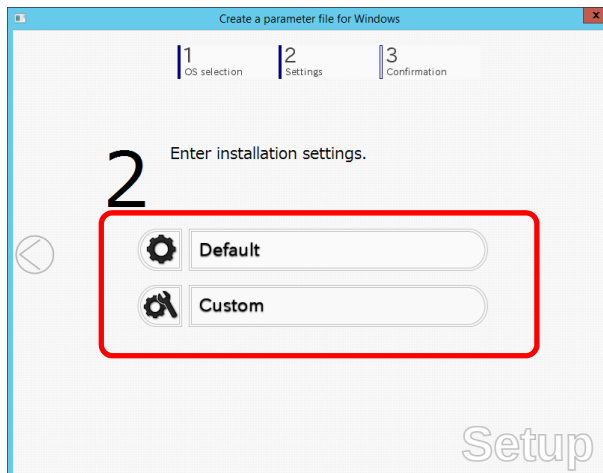 Create a parameter file for Windows
x
1
OS selection
2
Settings
3
Confirmation
2
Enter installation settings.
Default
Custom
Setup